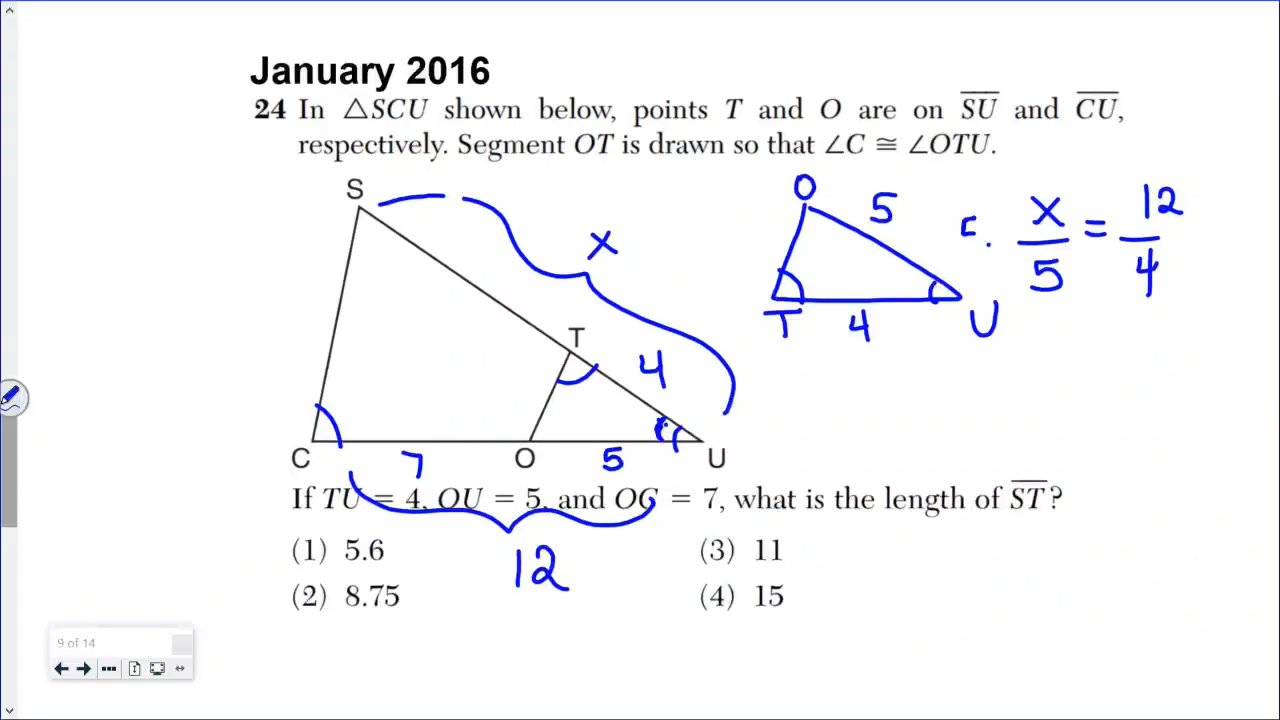 January 2016
24 In △SCU shown below, points T and O are on SU and CU,
respectively. Segment OT is drawn so that ∠C ≅ ∠OTU.
S
x
T
4
C
7
O
5
U
O
5
T
4
U
x/5 = 12/4
If TU = 4, OU = 5, and OC = 7, what is the length of ST?
12
(1) 5.6 (3) 11
(2) 8.75 (4) 15
9 of 14